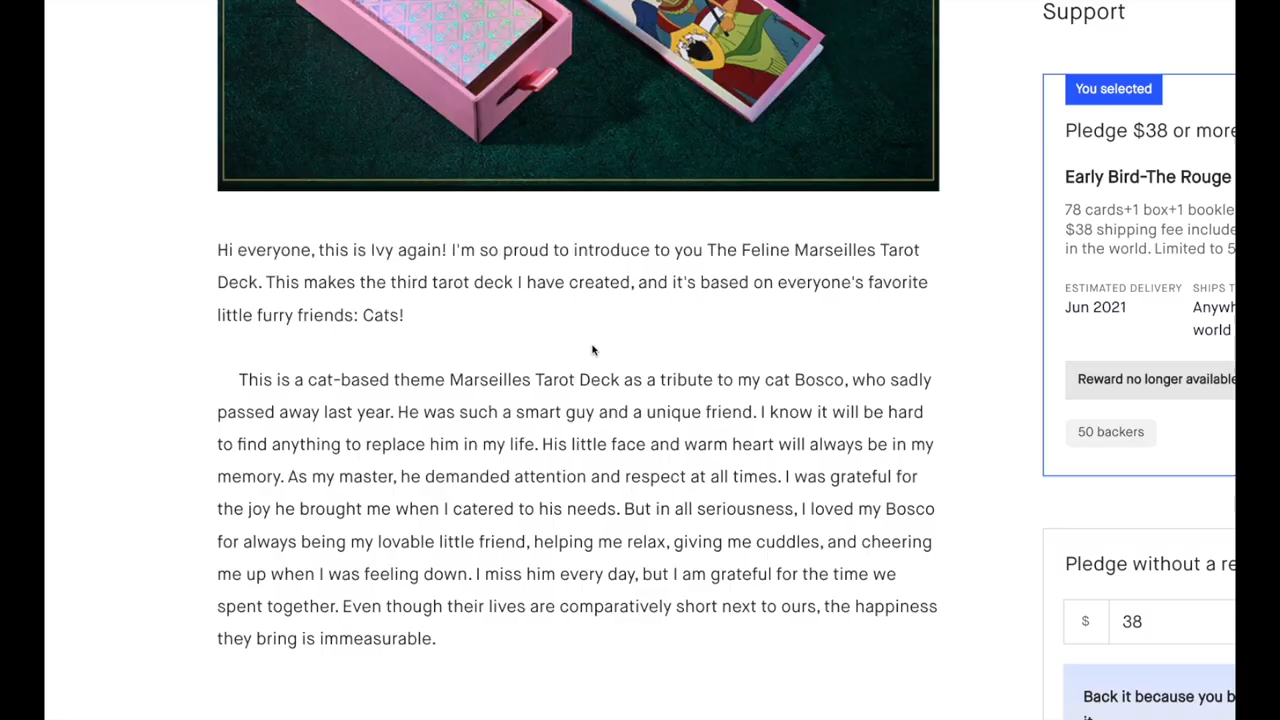 Support
You selected
Pledge $38 or more
Early Bird-The Rouge
78 cards+1 box+1
$38 shipping fee
in the world. Limited to
ESTIMATED DELIVERY SHIPS
Jun 2021
world
Reward no longer available
50 backers
Pledge without a
$ 38
Back it because you
Hi everyone, this is Ivy again! I'm so proud to introduce to you The Feline Marseilles Tarot
Deck. This makes the third tarot deck I have created, and it's based on everyone's favorite
little furry friends: Cats!
This is a cat-based theme Marseilles Tarot Deck as a tribute to my cat Bosco, who sadly
passed away last year. He was such a smart guy and a unique friend. I know it will be hard
to find anything to replace him in my life. His little face and warm heart will always be in my
memory. As my master, he demanded attention and respect at all times. I was grateful for
the joy he brought me when I catered to his needs. But in all seriousness, I loved my Bosco
for always being my lovable little friend, helping me relax, giving me cuddles, and cheering
me up when I was feeling down. I miss him every day, but I am grateful for the time we
spent together. Even though their lives are comparatively short next to ours, the happiness
they bring is immeasurable.